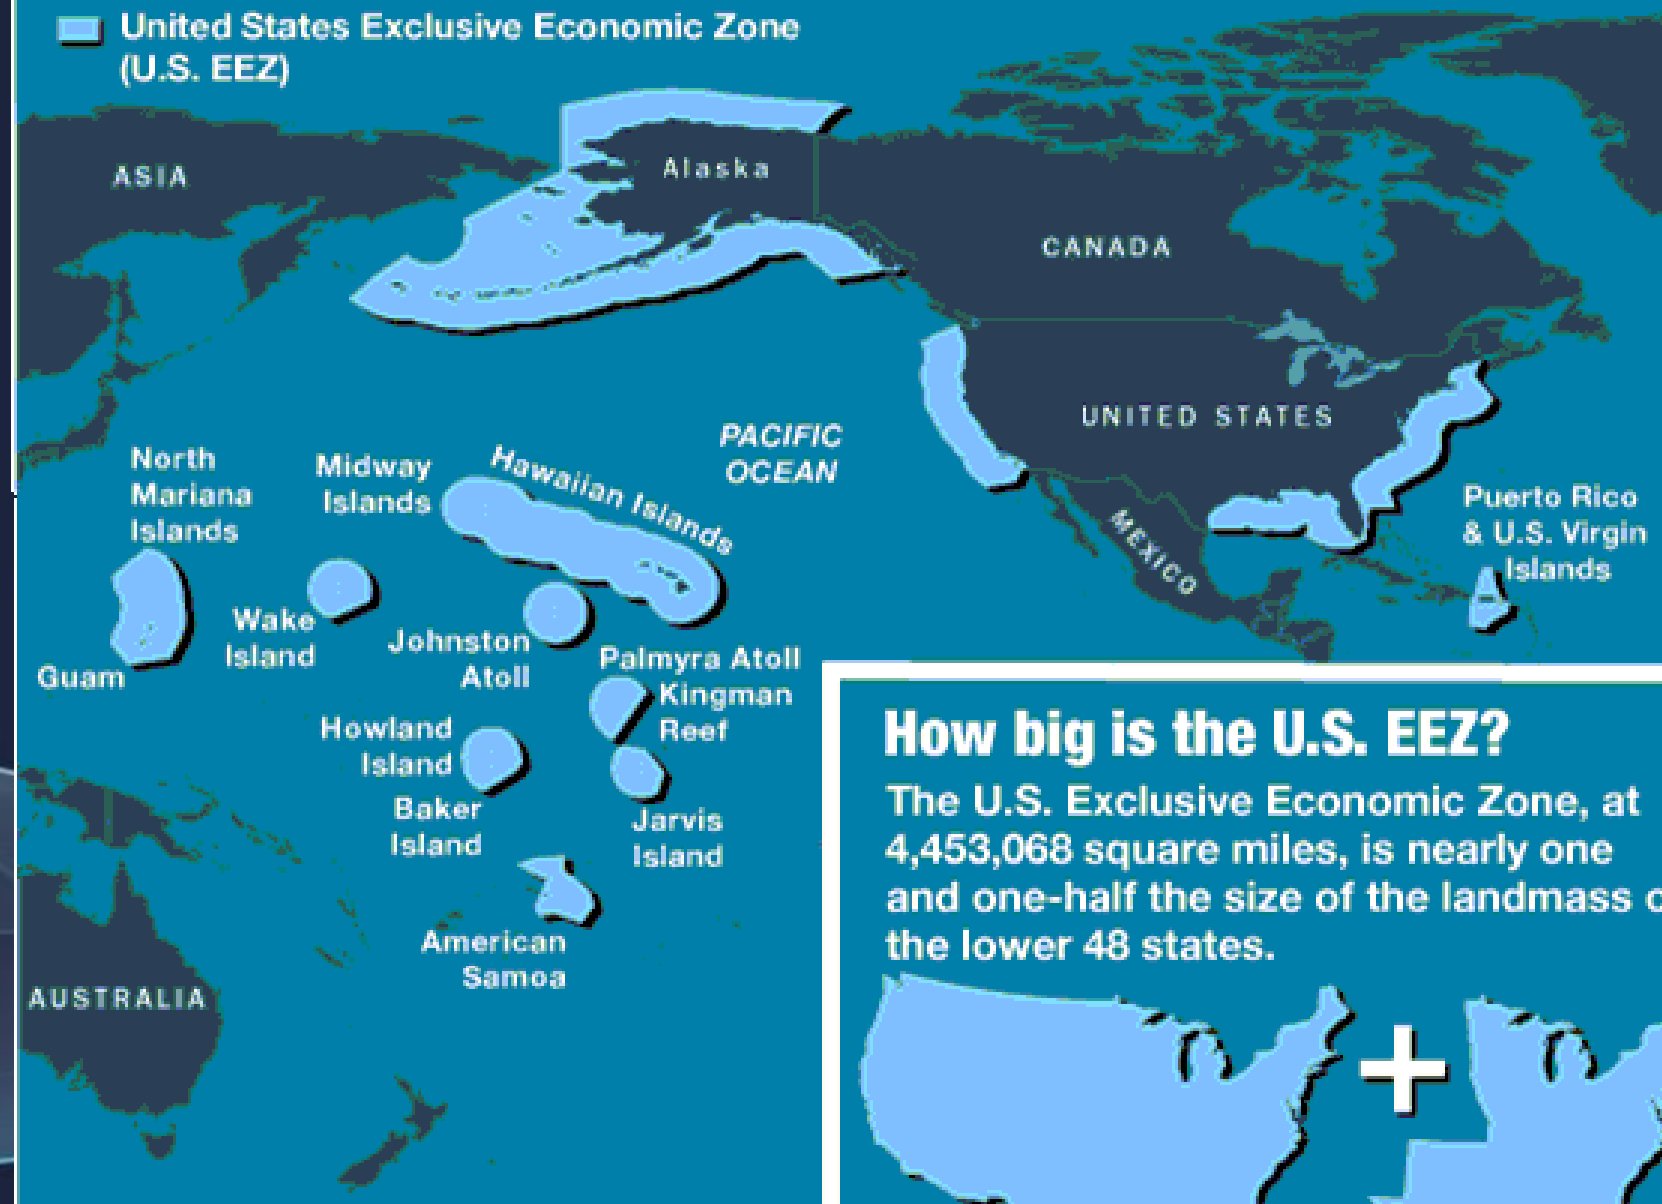 United States Exclusive Economic Zone
(U.S. EEZ)
ASIA
Alaska
CANADA
UNITED STATES
MEXICO
PACIFIC
OCEAN
North
Mariana
Islands
Midway
Islands
Hawaiian Islands
Puerto Rico
& U.S. Virgin
Islands
Wake
Island
Guam
Johnston
Atoll
Palmyra Atoll
Kingman
Reef
Howland
Island
Baker
Island
Jarvis
Island
American
Samoa
AUSTRALIA
How big is the U.S. EEZ?
The U.S. Exclusive Economic Zone, at
4,453,068 square miles, is nearly one
and one-half the size of the landmass
the lower 48 states.
+